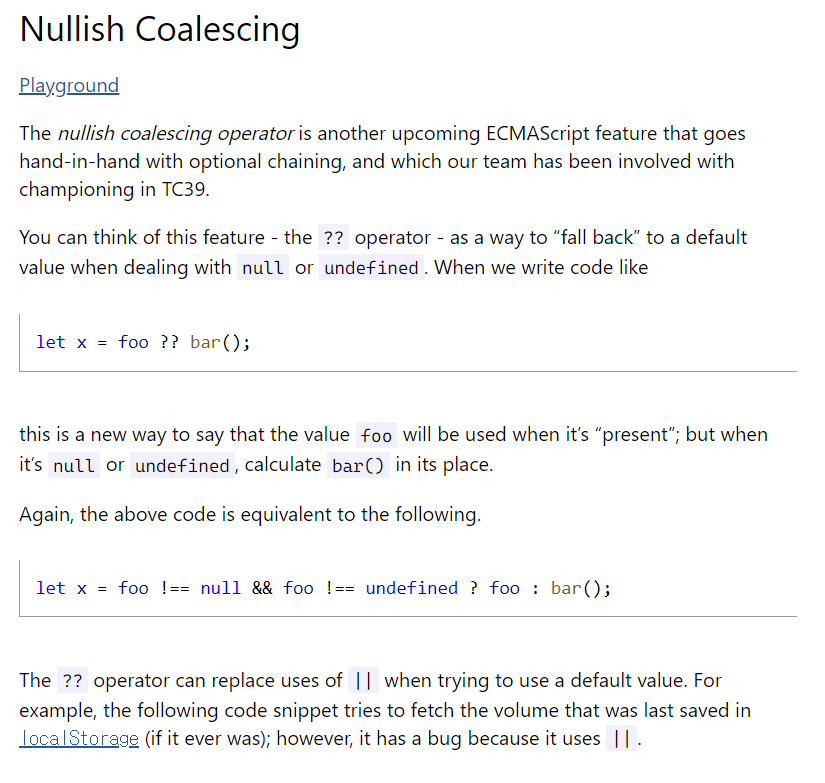 Nullish Coalescing
Playground
The nullish coalescing operator is another upcoming ECMAScript feature that goes
hand-in-hand with optional chaining, and which our team has been involved with
championing in TC39.
You can think of this feature - the ?? operator - as a way to “fall back” to a default
value when dealing with null or undefined. When we write code like
let x = foo ?? bar();
this is a new way to say that the value foo will be used when it’s “present”; but when
it’s null or undefined, calculate bar() in its place.
Again, the above code is equivalent to the following.
let x = foo !== null && foo !== undefined ? foo : bar();
The ?? operator can replace uses of || when trying to use a default value. For
example, the following code snippet tries to fetch the volume that was last saved in
localStorage (if it ever was); however, it has a bug because it uses ||.